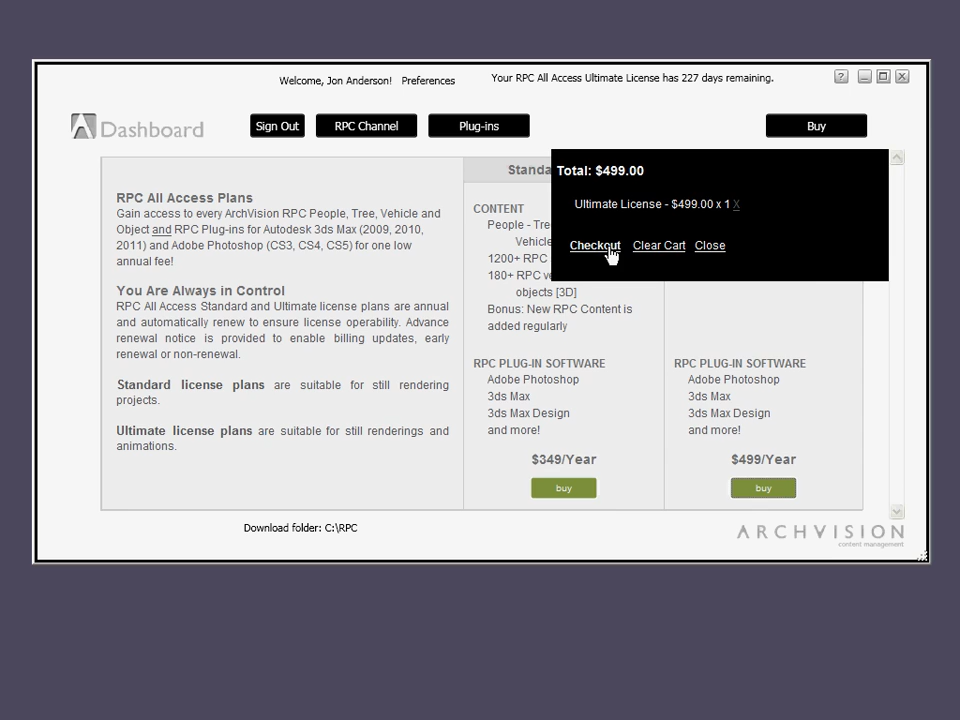 Welcome, Jon Anderson! Preferences
Your RPC All Access Ultimate License has 227 days remaining.
?
Dashboard
Sign Out
RPC Channel
Plug-ins
Buy
RPC All Access Plans
Gain access to every ArchVision RPC People, Tree, Vehicle and
Object and RPC Plug-ins for Autodesk 3ds Max (2009, 2010,
2011) and Adobe Photoshop (CS3, CS4, CS5) for one low
annual fee!
You Are Always in Control
RPC All Access Standard and Ultimate license plans are annual
and automatically renew to ensure license operability. Advance
renewal notice is provided to enable billing updates, early
renewal or non-renewal.
Standard license plans are suitable for still rendering
projects.
Ultimate license plans are suitable for still renderings and
animations.
CONTENT
People -
1200+ RPC
180+ RPC
objects [3D]
Bonus: New RPC Content is
added regularly
RPC PLUG-IN SOFTWARE
Adobe Photoshop
3ds Max
3ds Max Design
and more!
$349/Year
buy
Total: $499.00
Ultimate License - $499.00 x 1 X
Checkout Clear Cart Close
RPC PLUG-IN SOFTWARE
Adobe Photoshop
3ds Max
3ds Max Design
and more!
$499/Year
buy
Download folder: C:\RPC
ARCHVISION
content management